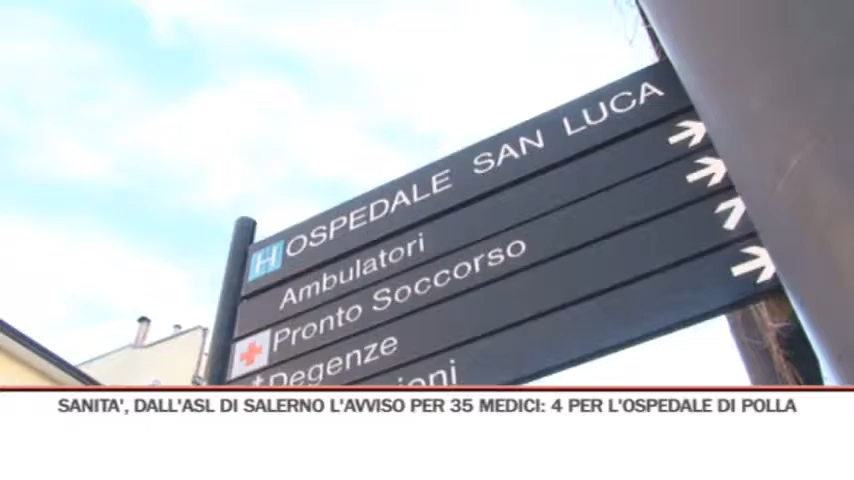 H OSPEDALE SAN LUCA
Ambulatori
Pronto Soccorso
Degenze
SANITA', DALL'ASL DI SALERNO L'AVVISO PER 35 MEDICI: 4 PER L'OSPEDALE DI POLLA